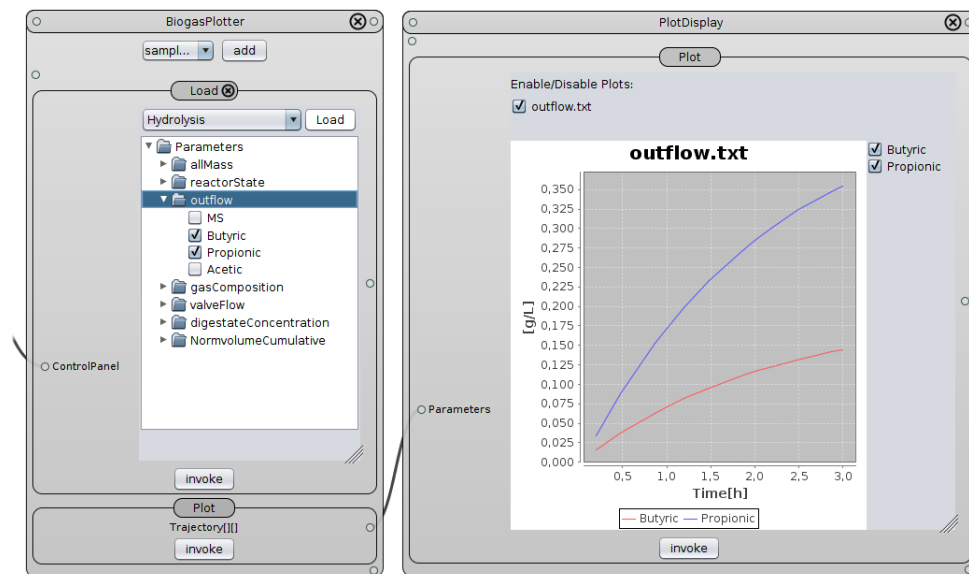 BiogasPlotter
sampl... add
Load
Hydrolysis Load
Parameters
allMass
reactorState
outflow
MS
Butyric
Propionic
Acetic
gasComposition
valveFlow
digestateConcentration
NormvolumeCumulative
ControlPanel
invoke
Plot
Trajectory[][]
invoke
PlotDisplay
Plot
Enable/Disable Plots:
outflow.txt
outflow.txt
Butyric
Propionic
0,350
0,325
0,300
0,275
0,250
0,225
0,200
0,175
0,150
0,125
0,100
0,075
0,050
0,025
0,000
[g/L]
Parameters
0,5 1,0 1,5 2,0 2,5 3,0
Time[h]
Butyric Propionic
invoke